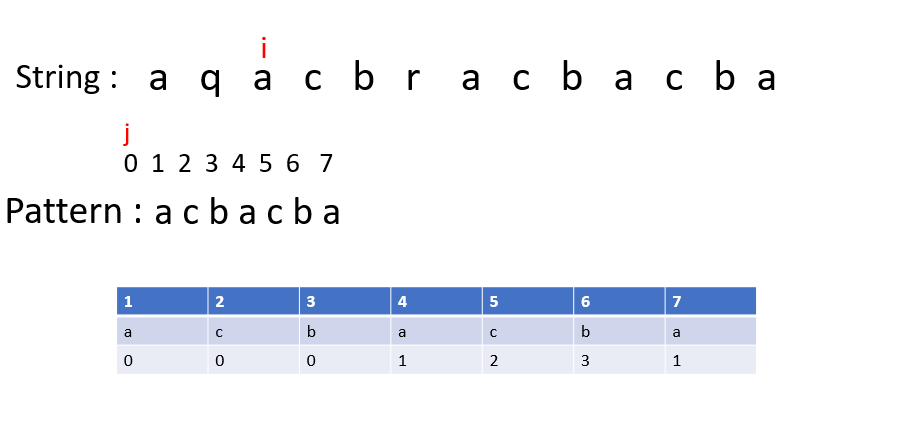 i
String : a q a c b r a c b a c b a
j
0 1 2 3 4 5 6 7
Pattern : a c b a c b a
1 2 3 4 5 6 7
a c b a c b a
0 0 0 1 2 3 1